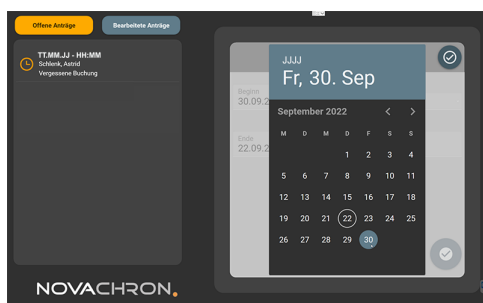 Offene Anträge
Bearbeitete Anträge
TT.MM.JJ - HH:MM
Schlenk, Astrid
Vergessene Buchung
Beginn
30.09.2
Ende
22.09.2
JJJJ
Fr, 30. Sep
September 2022
M D M D F S S
1 2 3 4
5 6 7 8 9 10 11
12 13 14 15 16 17 18
19 20 21 22 23 24 25
26 27 28 29 30
NOVACHRON.